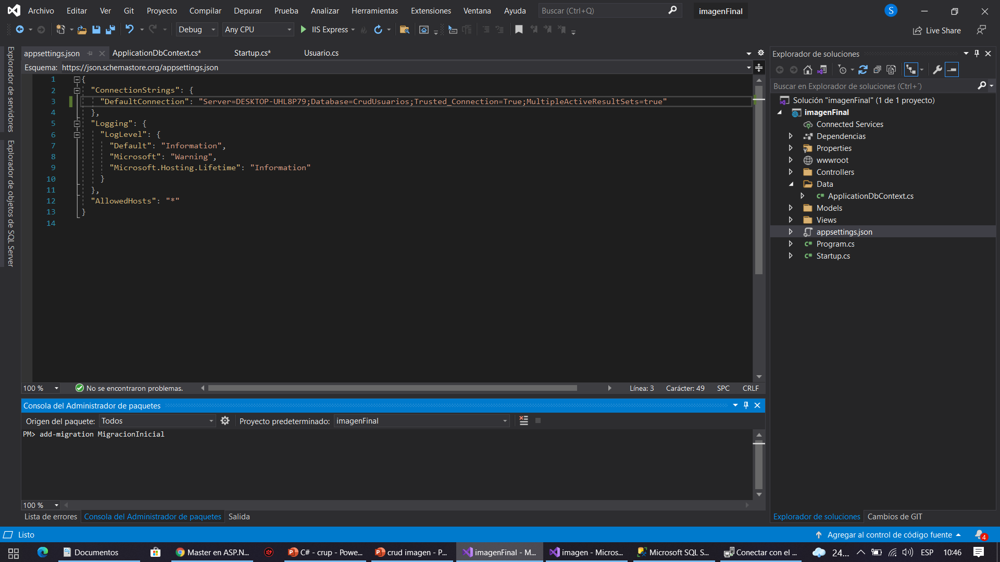 Archivo Editar Ver Git Proyecto Compilar Depurar Prueba Analizar Herramientas Extensiones Ventana Ayuda Buscar (Ctrl+Q) imagenFinal S
Debug Any CPU IIS Express Live Share
appsettings.json ApplicationDbContext.cs* Startup.cs* Usuario.cs
Esquema: https://json.schemastore.org/appsettings.json
1 {
2 "ConnectionStrings": {
3 "DefaultConnection": "Server=DESKTOP-UHL8P79;Database=CrudUsuarios;Trusted_Connection=True;MultipleActiveResultSets=true"
4 },
5 "Logging": {
6 "LogLevel": {
7 "Default": "Information",
8 "Microsoft": "Warning",
9 "Microsoft.Hosting.Lifetime": "Information"
10 }
11 },
12 "AllowedHosts": "*"
13 }
14
100 % No se encontraron problemas. Línea: 3 Carácter: 49 SPC CRLF
Explorador de servidores
Explorador de objetos de SQL Server
Consola del Administrador de paquetes
Origen del paquete: Todos Proyecto predeterminado: imagenFinal
PM> add-migration MigracionInicial
100 %
Lista de errores Consola del Administrador de paquetes Salida
Explorador de soluciones
Buscar en Explorador de soluciones (Ctrl+´)
Solución "imagenFinal" (1 de 1 proyecto)
imagenFinal
Connected Services
Dependencias
Properties
wwwroot
Controllers
Data
C# ApplicationDbContext.cs
Models
Views
appsettings.json
C# Program.cs
C# Startup.cs
Explorador de soluciones Cambios de GIT
Listo Agregar al control de código fuente 4
Documentos Master en ASP.N... C# - crup - Powe... crud imagen - P... imagenFinal - M... imagen - Micros... Microsoft SQL S... Conectar con el ... 24... ESP 10:46